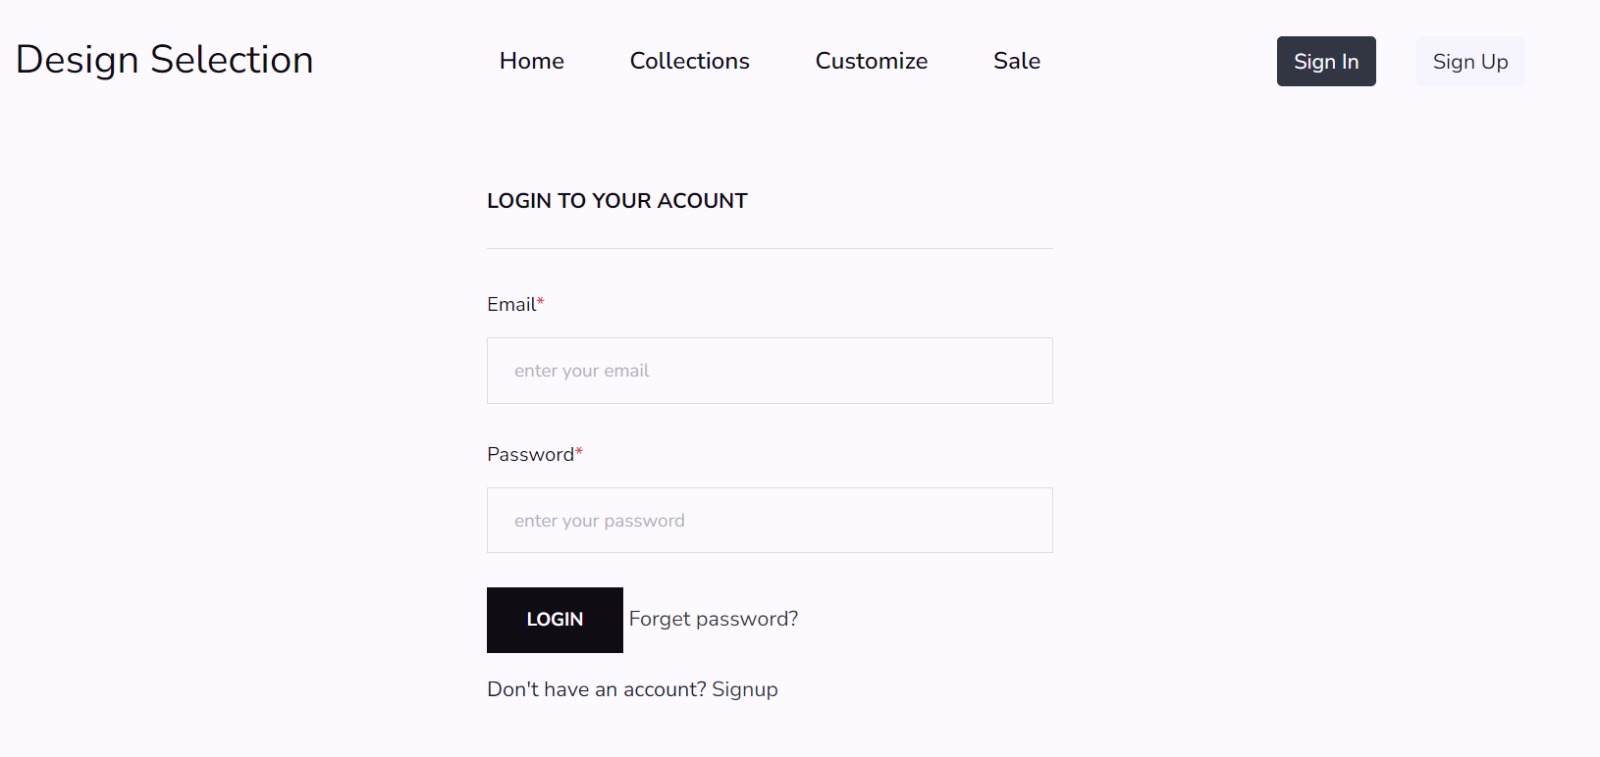 Design Selection Home Collections Customize Sale Sign In Sign Up
LOGIN TO YOUR ACOUNT
Email*
enter your email
Password*
enter your password
LOGIN Forget password?
Don't have an account? Signup